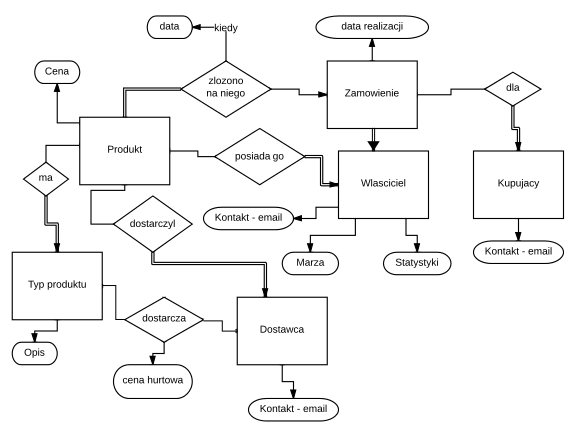 data
kiedy
data realizacji
Cena
zlozono
na niego
Zamowienie
dla
Produkt
posiada go
Wlasciciel
Kupujacy
ma
dostarczyl
Kontakt - email
Kontakt - email
Marza
Statystyki
Typ produktu
dostarcza
Dostawca
Opis
cena hurtowa
Kontakt - email